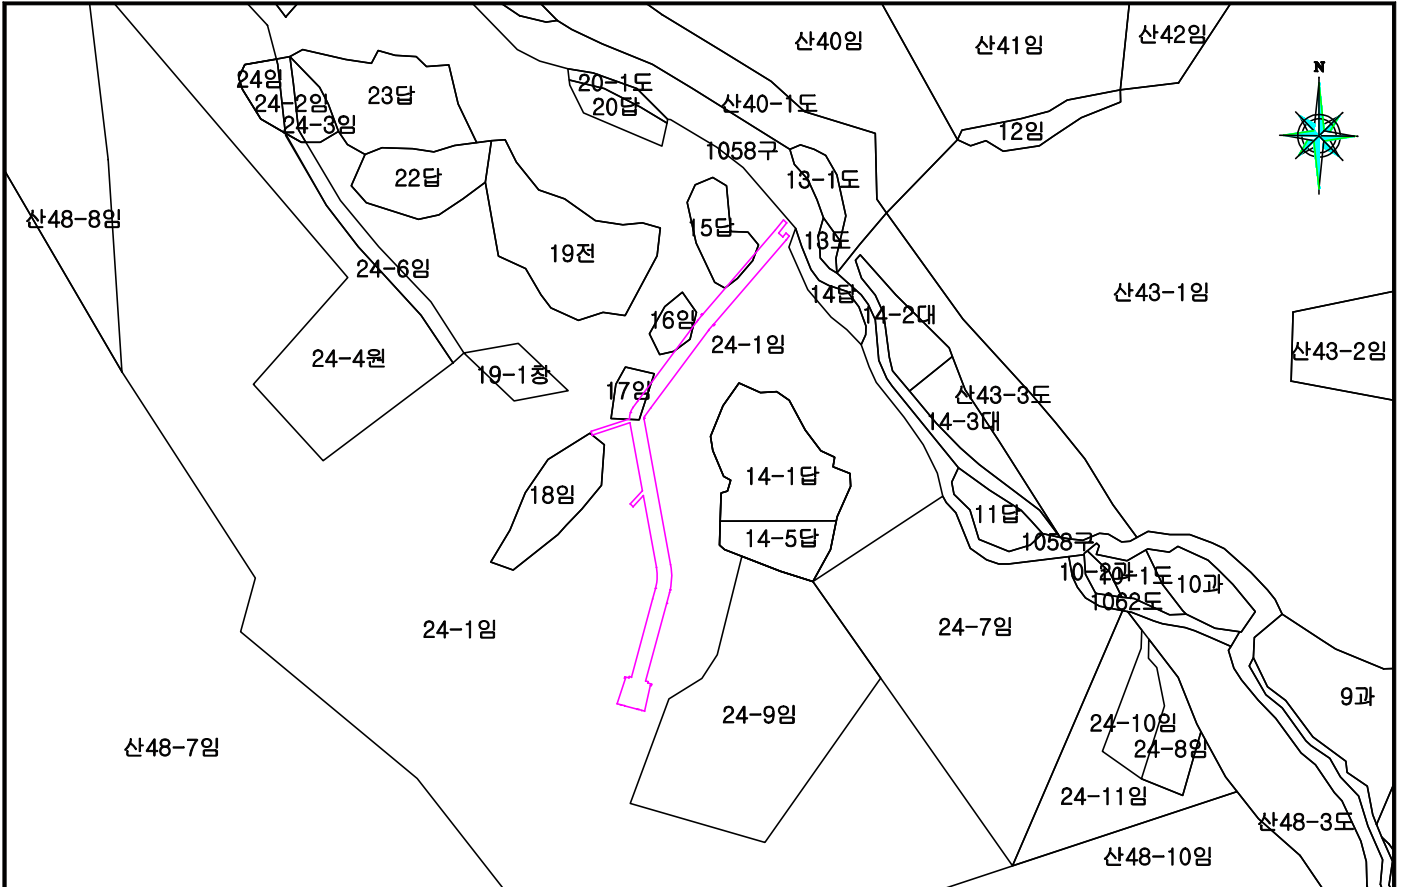 산40임
산41임
산42임
N
24임
20-1도
23답
24-2임
산40-1도
20답
24-3임
12임
1058구
22답
13-1도
산48-8임
15답
13도
19전
24-6임
14답
산43-1임
14-2대
16임
24-1임
산43-2임
24-4원
19-1창
17임
산43-3도
14-3대
14-1답
18임
11답
14-5답
1058구
10-2과
10-1도
10과
1062도
24-1임
24-7임
9과
24-9임
24-10임
산48-7임
24-8임
24-11임
산48-3도
산48-10임